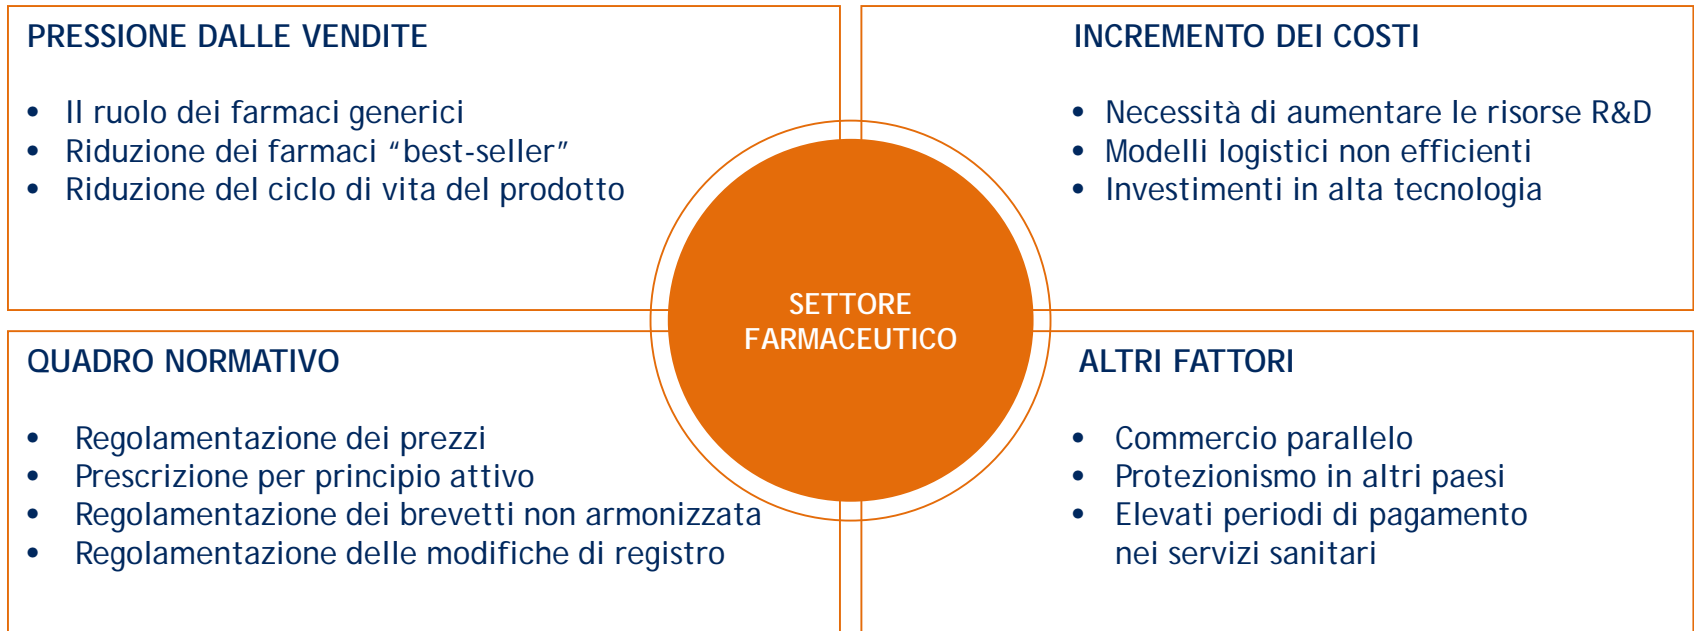 PRESSIONE DALLE VENDITE
• Il ruolo dei farmaci generici
• Riduzione dei farmaci “best-seller”
• Riduzione del ciclo di vita del prodotto
INCREMENTO DEI COSTI
• Necessità di aumentare le risorse R&D
• Modelli logistici non efficienti
• Investimenti in alta tecnologia
SETTORE
FARMACEUTICO
QUADRO NORMATIVO
• Regolamentazione dei prezzi
• Prescrizione per principio attivo
• Regolamentazione dei brevetti non armonizzata
• Regolamentazione delle modifiche di registro
ALTRI FATTORI
• Commercio parallelo
• Protezionismo in altri paesi
• Elevati periodi di pagamento
nei servizi sanitari